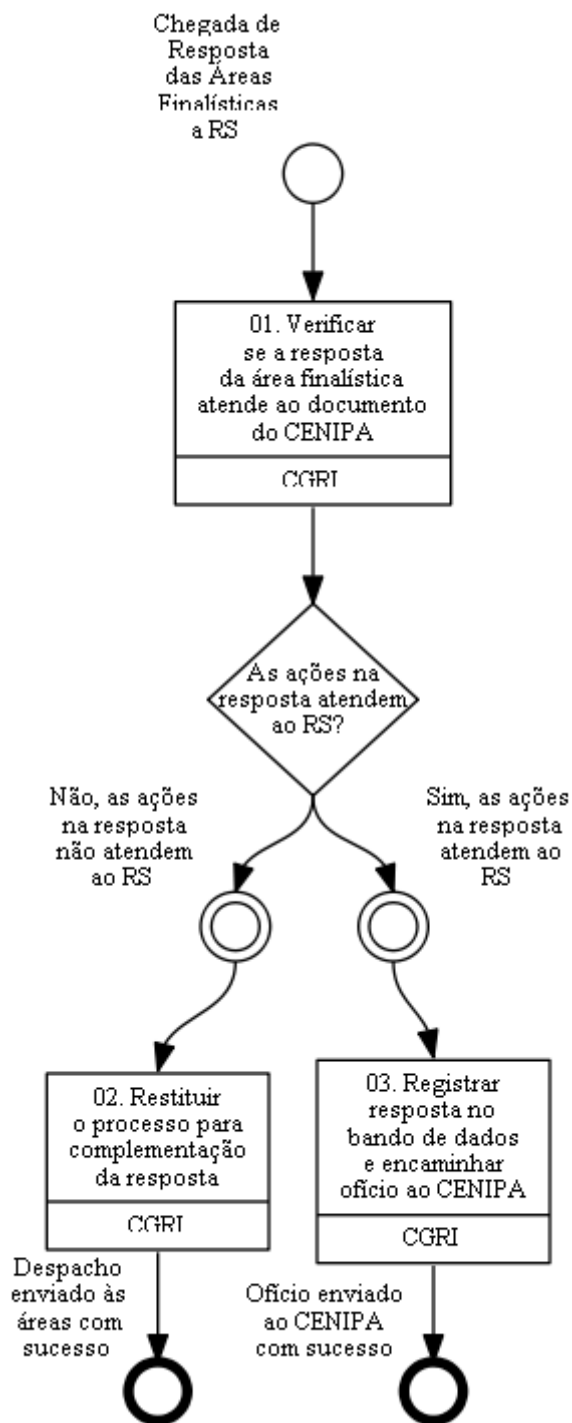 Chegada de
Resposta
das Áreas
Finalísticas
a RS
01. Verificar
se a resposta
da área finalística
atende ao documento
do CENIPA
CGRI
As ações na
resposta atendem
ao RS?
Não, as ações
na resposta
não atendem
ao RS
Sim, as ações
na resposta
atendem ao
RS
02. Restituir
o processo para
complementação
da resposta
CGRI
03. Registrar
resposta no
bando de dados
e encaminhar
ofício ao CENIPA
CGRI
Despacho
enviado às
áreas com
sucesso
Ofício enviado
ao CENIPA
com sucesso